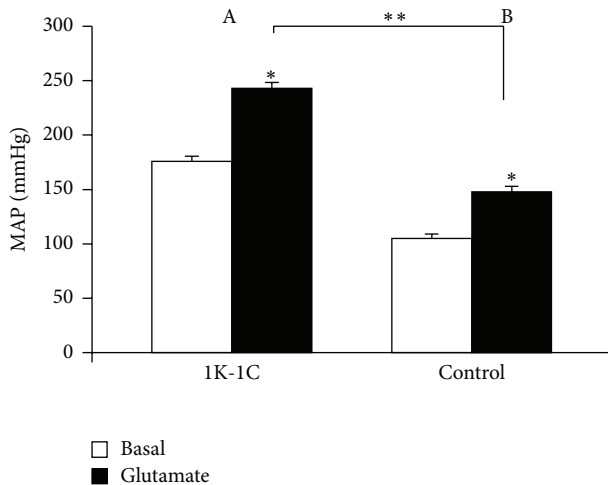 A ** B
300
250
200
150
100
50
0
MAP (mmHg)
*
*
1K-1C Control
Basal
Glutamate